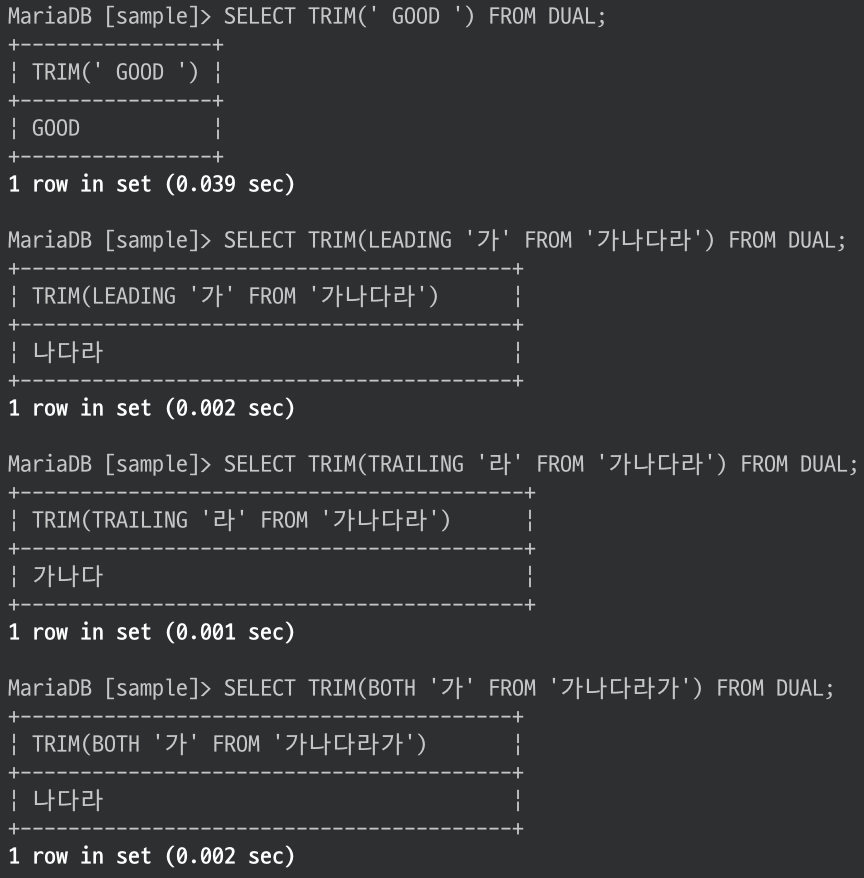 MariaDB [sample]> SELECT TRIM(' GOOD ') FROM DUAL;
+----------------+
¦ TRIM(' GOOD ') ¦
+----------------+
¦ GOOD           ¦
+----------------+
1 row in set (0.039 sec)
MariaDB [sample]> SELECT TRIM(LEADING '가' FROM '가나다라') FROM DUAL;
+-----------------------------------------+
¦ TRIM(LEADING '가' FROM '가나다라')      ¦
+-----------------------------------------+
¦ 나다라                                  ¦
+-----------------------------------------+
1 row in set (0.002 sec)
MariaDB [sample]> SELECT TRIM(TRAILING '라' FROM '가나다라') FROM DUAL;
+------------------------------------------+
¦ TRIM(TRAILING '라' FROM '가나다라')      ¦
+------------------------------------------+
¦ 가나다                                   ¦
+------------------------------------------+
1 row in set (0.001 sec)
MariaDB [sample]> SELECT TRIM(BOTH '가' FROM '가나다라가') FROM DUAL;
+-----------------------------------------+
¦ TRIM(BOTH '가' FROM '가나다라가')       ¦
+-----------------------------------------+
¦ 나다라                                  ¦
+-----------------------------------------+
1 row in set (0.002 sec)